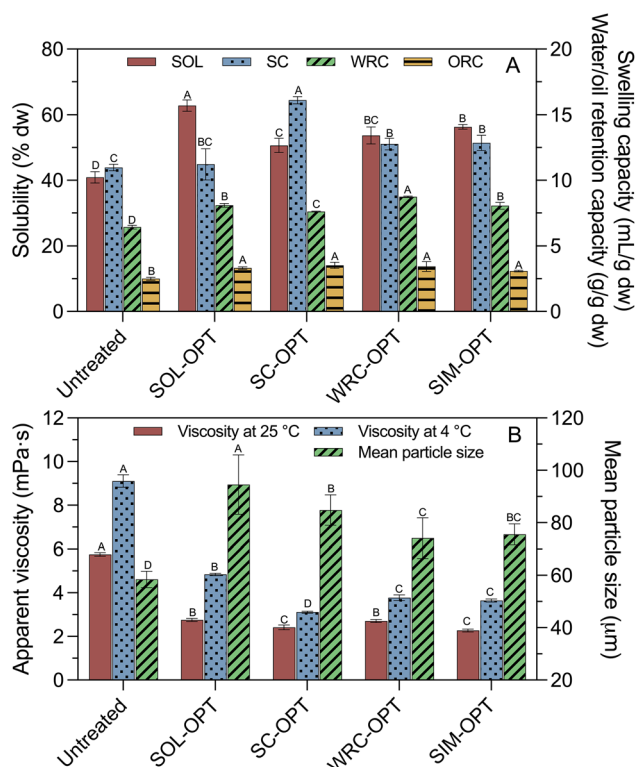 SOL SC WRC ORC A
80 20
60 15
40 10
20 5
0 0
Solubility (% dw)
Swelling capacity (mL/g dw)
Water/oil retention capacity (g/g dw)
D C D B
A BC B A
C A C A
BC B A A
B B B A
Untreated SOL-OPT SC-OPT WRC-OPT SIM-OPT
Viscosity at 25 °C Viscosity at 4 °C B
Mean particle size
12 120
10 100
8 80
6 60
4 40
2
0 20
Apparent viscosity (mPa·s)
Mean particle size (μm)
A A D
B B A
C D B
B C C
C C BC
Untreated SOL-OPT SC-OPT WRC-OPT SIM-OPT